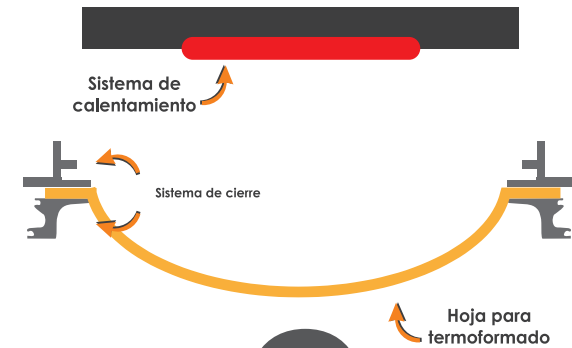 Sistema de
calentamiento
Sistema de cierre
Hoja para
termoformado